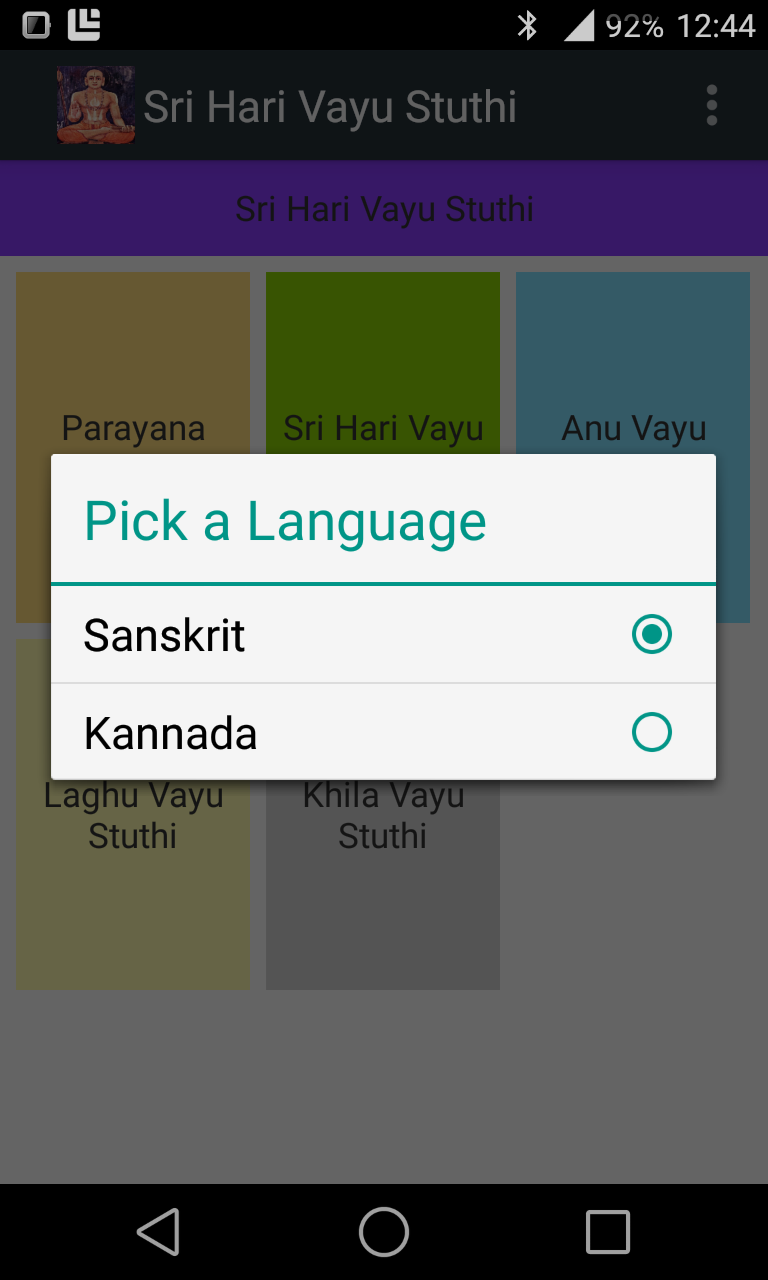 92% 12:44
Sri Hari Vayu Stuthi
Sri Hari Vayu Stuthi
Parayana
Sri Hari Vayu
Anu Vayu
Pick a Language
Sanskrit
Kannada
Laghu Vayu
Stuthi
Khila Vayu
Stuthi